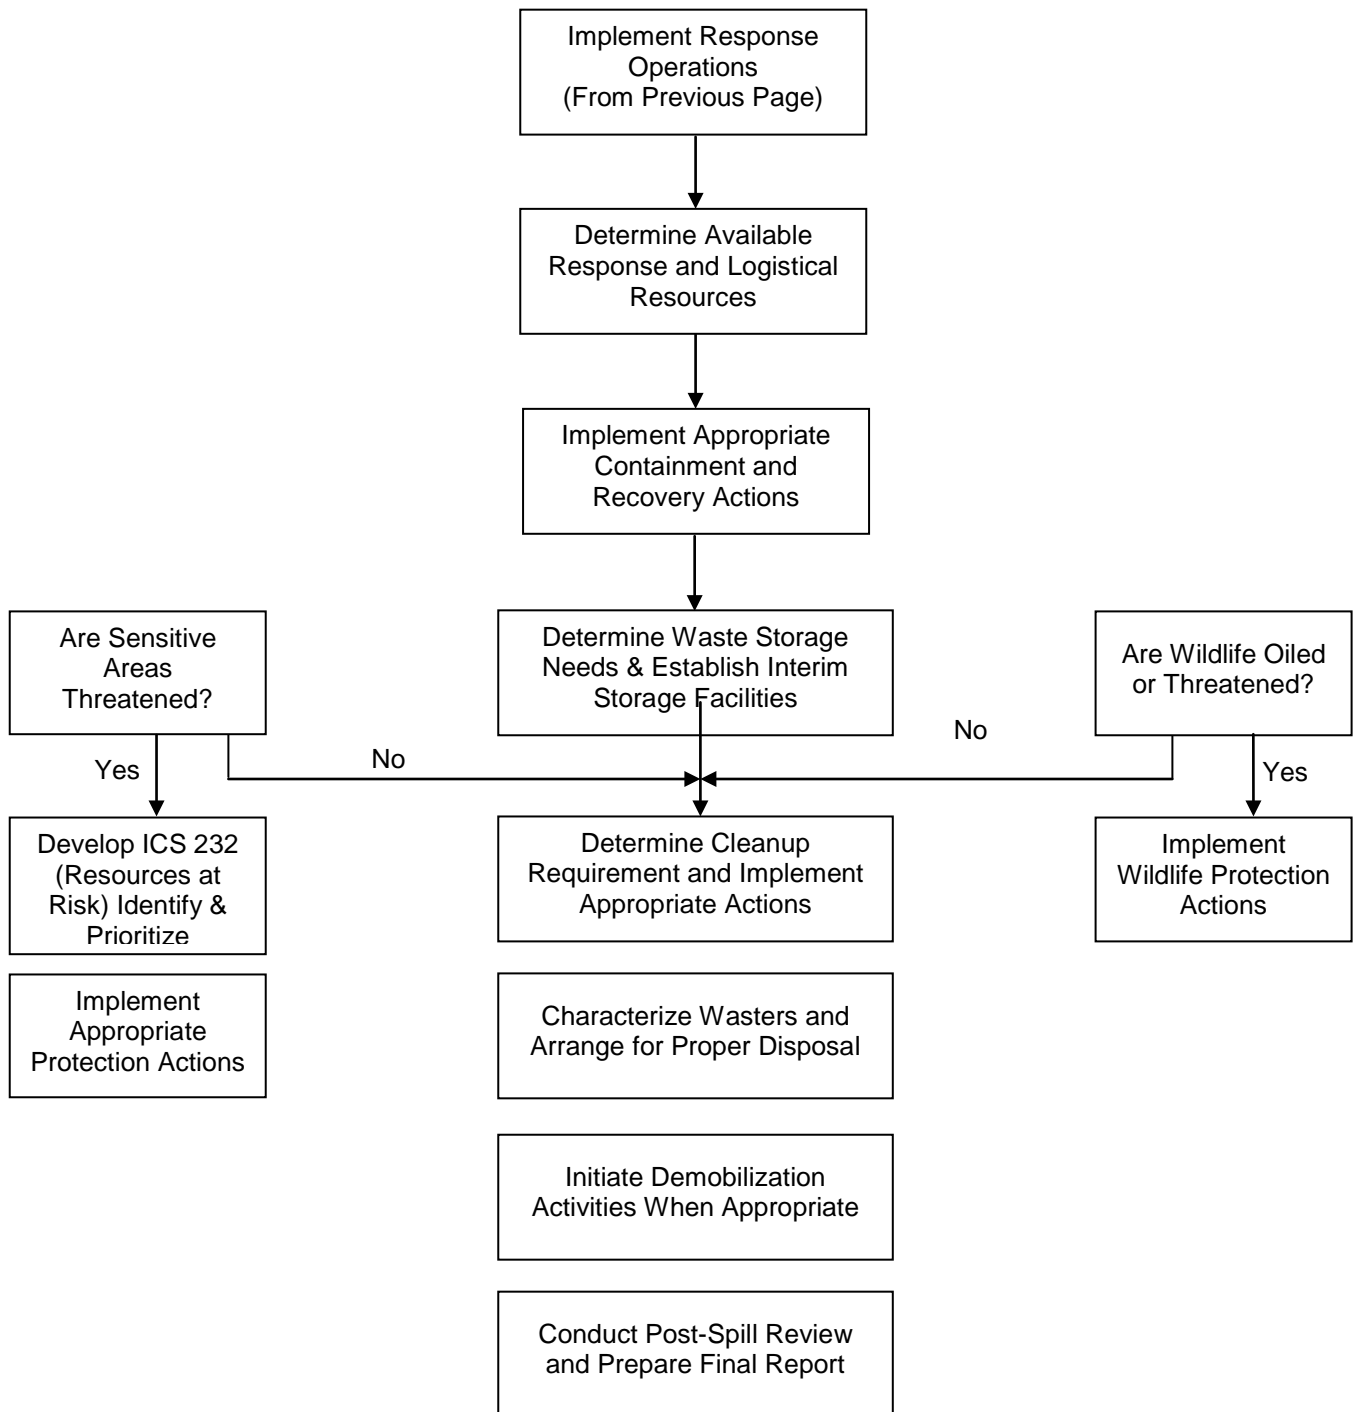 Implement Response
Operations
(From Previous Page)
Determine Available
Response and Logistical
Resources
Implement Appropriate
Containment and
Recovery Actions
Are Sensitive
Areas
Threatened?
Determine Waste Storage
Needs & Establish Interim
Storage Facilities
Are Wildlife Oiled
or Threatened?
Yes
No
No
Yes
Develop ICS 232
(Resources at
Risk) Identify &
Prioritize
Determine Cleanup
Requirement and Implement
Appropriate Actions
Implement
Wildlife Protection
Actions
Implement
Appropriate
Protection Actions
Characterize Wasters and
Arrange for Proper Disposal
Initiate Demobilization
Activities When Appropriate
Conduct Post-Spill Review
and Prepare Final Report